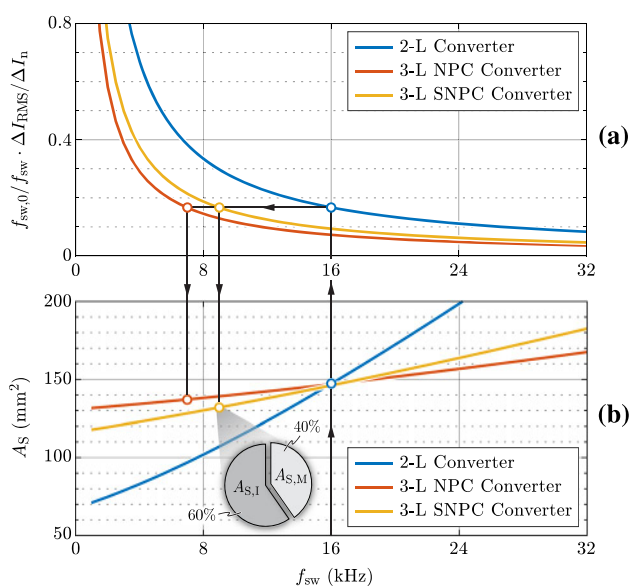 0.8
0.4
0
f_sw,0/f_sw · ΔI_RMS/ΔI_n
2-L Converter
3-L NPC Converter
3-L SNPC Converter
(a)
0 8 16 24 32
200
150
100
50
A_S (mm²)
40%
A_S,I
A_S,M
60%
2-L Converter
3-L NPC Converter
3-L SNPC Converter
(b)
0 8 16 24 32
f_sw (kHz)